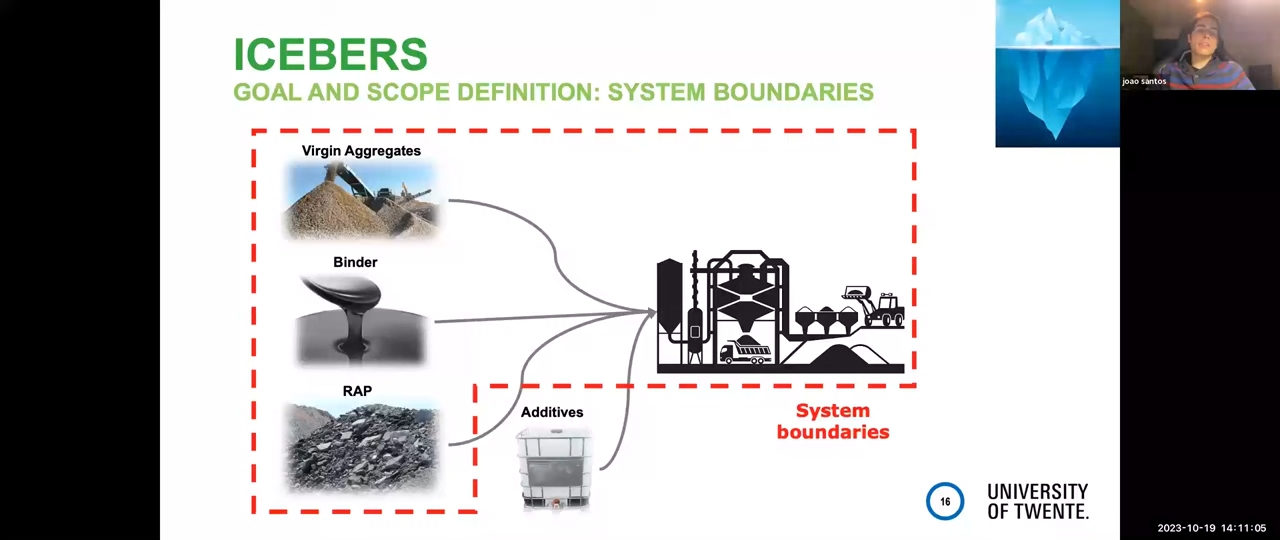 ICEBERS
GOAL AND SCOPE DEFINITION: SYSTEM BOUNDARIES
joao santos
Virgin Aggregates
Binder
RAP
Additives
System
boundaries
16
UNIVERSITY
OF TWENTE.
2023-10-19 14:11:05